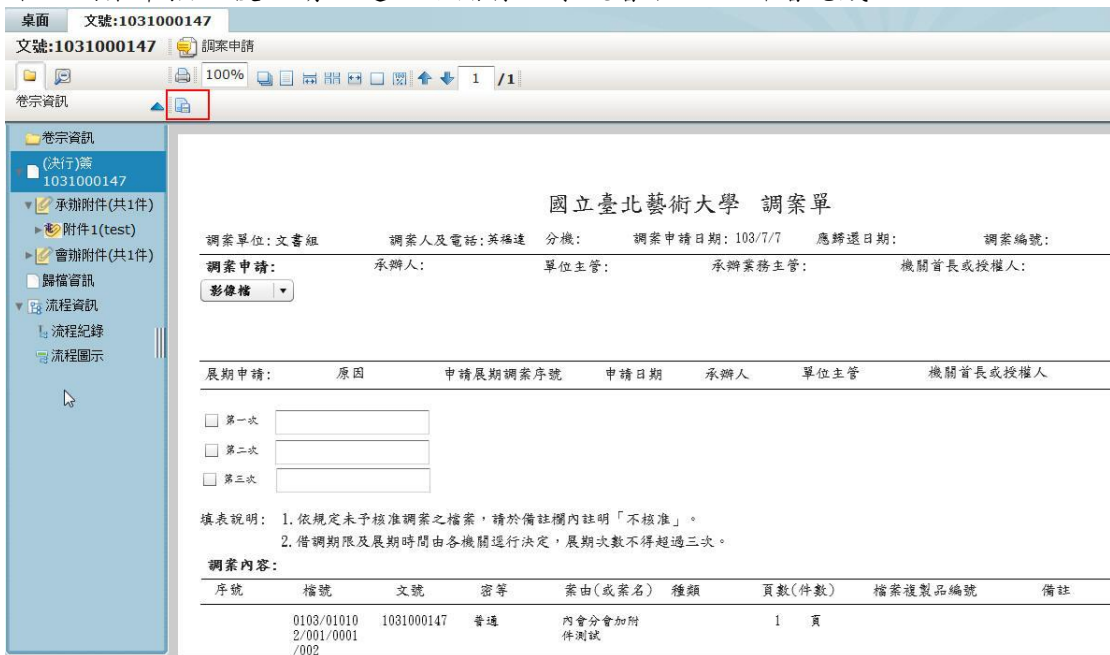 桌面 文號:1031000147
文號:1031000147 調案申請
100% 1 /1
卷宗資訊
卷宗資訊
(決行)簽
1031000147
承辦附件(共1件)
附件1(test)
會辦附件(共1件)
歸檔資訊
流程資訊
流程紀錄
流程圖示
國立臺北藝術大學 調案單
調案單位:文書組 調案人及電話:英福達 分機: 調案申請日期: 103/7/7 應歸還日期: 調案編號:
調案申請: 承辦人: 單位主管: 承辦業務主管: 機關首長或授權人:
影像檔
展期申請: 原因 申請展期調案序號 申請日期 承辦人 單位主管 機關首長或授權人
第一次
第二次
第三次
填表說明: 1.依規定未予核准調案之檔案，請於備註欄內註明「不核准」。
2.借調期限及展期時間由各機關逕行決定，展期次數不得超過三次。
調案內容:
序號 檔號 文號 密等 案由(或案名) 種類 頁數(件數) 檔案複製品編號 備註
0103/01010 1031000147 普通 內會分會加附 1 頁
2/001/0001 件測試
/002